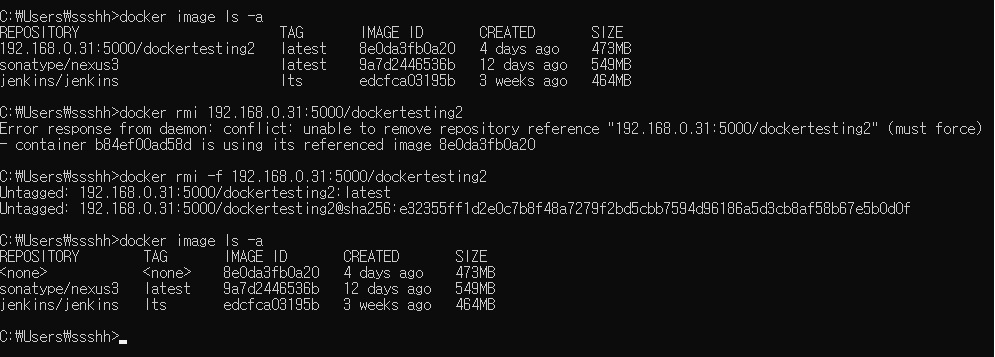 C:₩Users₩ssshh>docker image ls -a
REPOSITORY TAG IMAGE ID CREATED SIZE
192.168.0.31:5000/dockertesting2 latest 8e0da3fb0a20 4 days ago 473MB
sonatype/nexus3 latest 9a7d2446536b 12 days ago 549MB
jenkins/jenkins lts edcfca03195b 3 weeks ago 464MB
C:₩Users₩ssshh>docker rmi 192.168.0.31:5000/dockertesting2
Error response from daemon: conflict: unable to remove repository reference "192.168.0.31:5000/dockertesting2" (must force)
- container b84ef00ad58d is using its referenced image 8e0da3fb0a20
C:₩Users₩ssshh>docker rmi -f 192.168.0.31:5000/dockertesting2
Untagged: 192.168.0.31:5000/dockertesting2:latest
Untagged: 192.168.0.31:5000/dockertesting2@sha256:e32355ff1d2e0c7b8f48a7279f2bd5cbb7594d96186a5d3cb8af58b67e5b0d0f
C:₩Users₩ssshh>docker image ls -a
REPOSITORY TAG IMAGE ID CREATED SIZE
<none> <none> 8e0da3fb0a20 4 days ago 473MB
sonatype/nexus3 latest 9a7d2446536b 12 days ago 549MB
jenkins/jenkins lts edcfca03195b 3 weeks ago 464MB
C:₩Users₩ssshh>